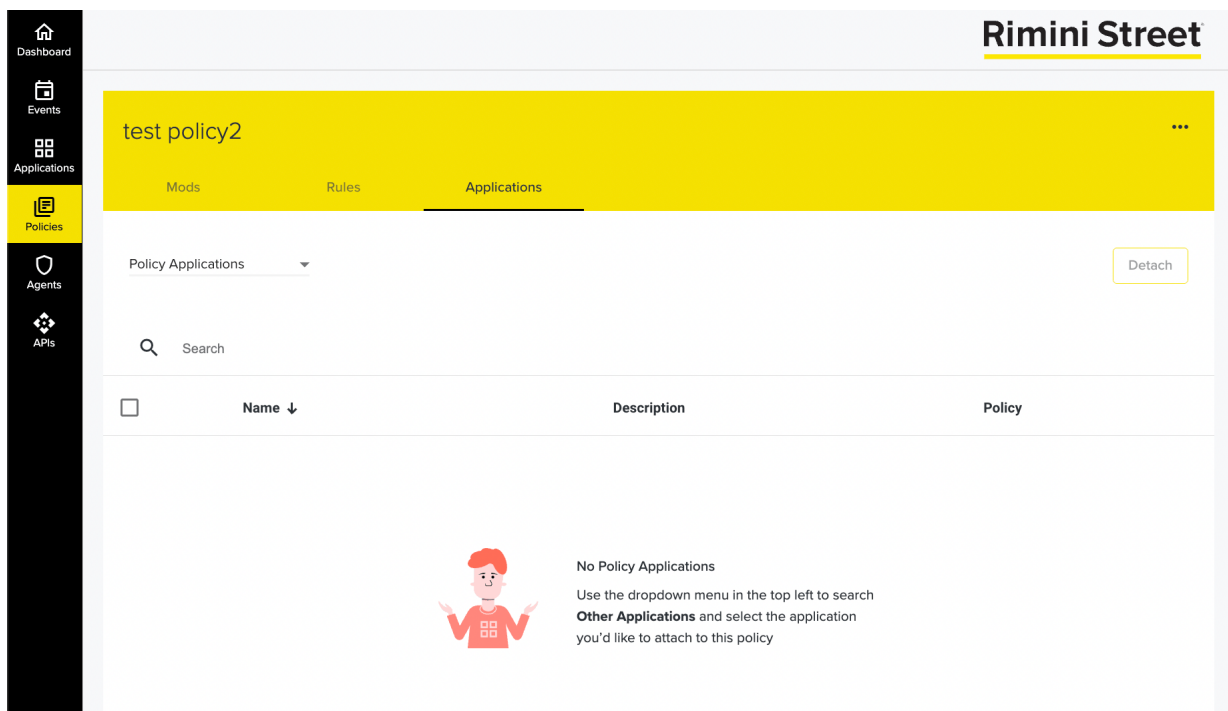 Rimini Street
Dashboard
Events
Applications
Policies
Agents
APIs
test policy2
Mods Rules Applications
Policy Applications
Detach
Search
Name Description Policy
No Policy Applications
Use the dropdown menu in the top left to search
Other Applications and select the application
you'd like to attach to this policy